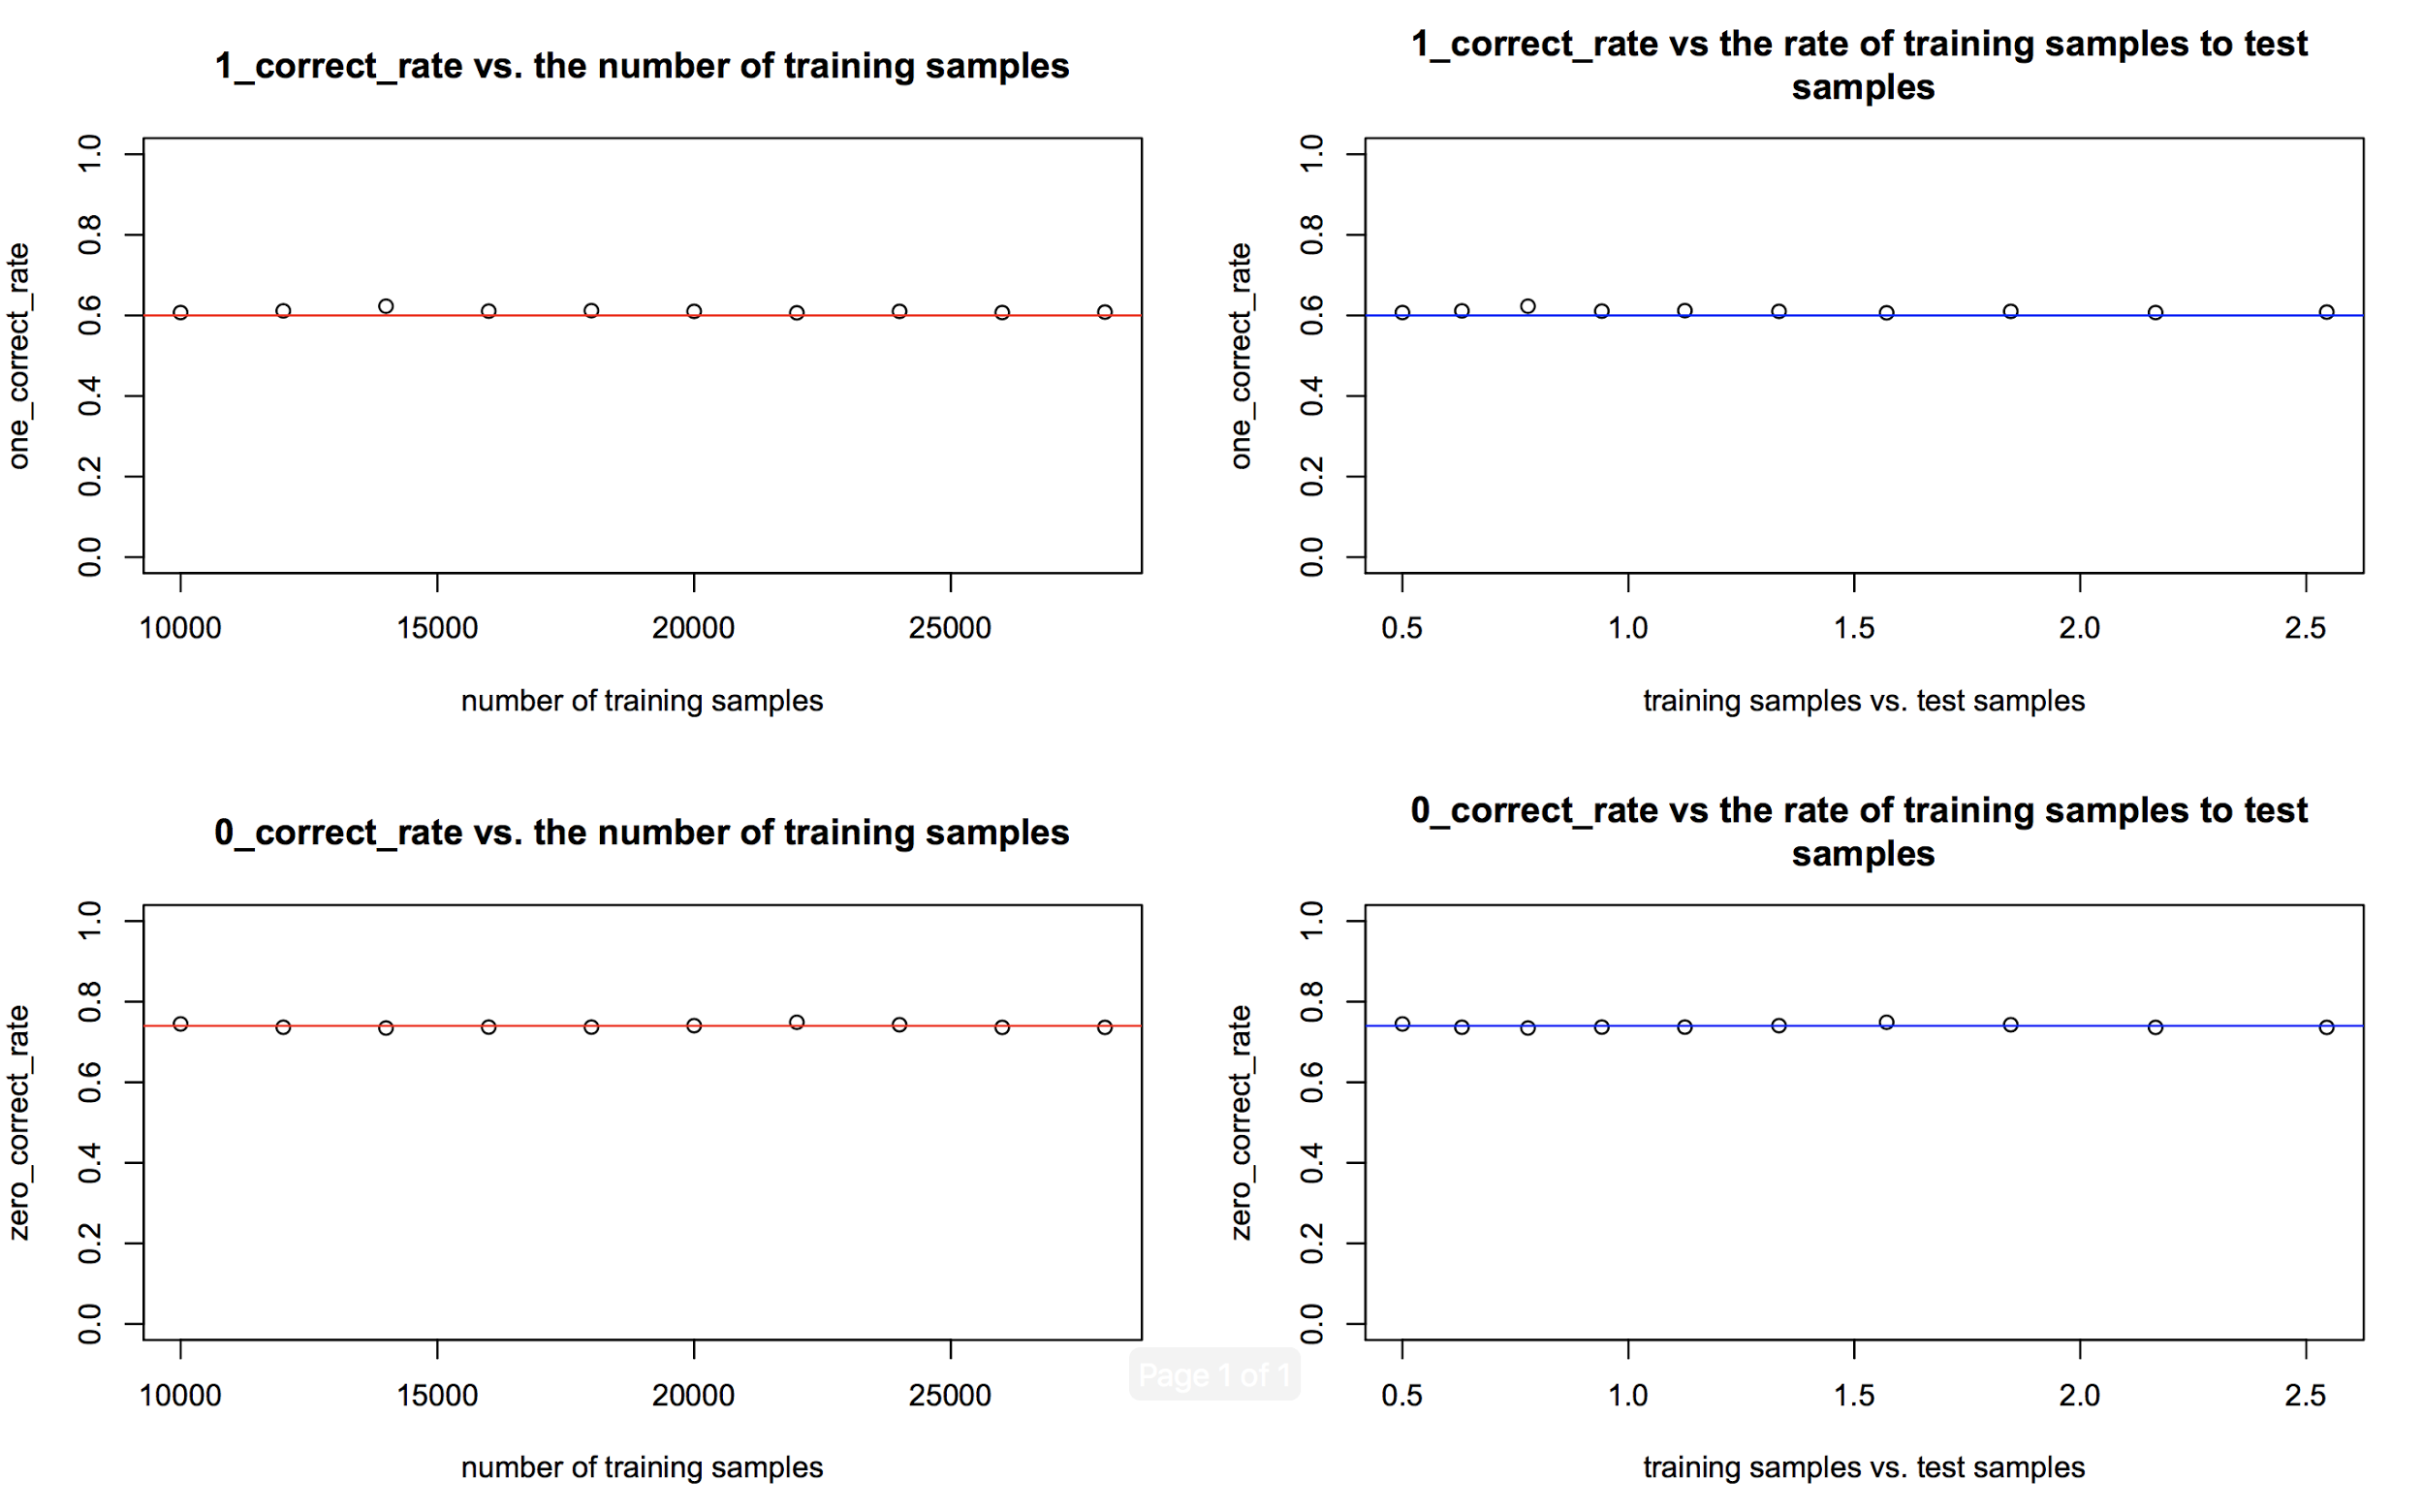 1_correct_rate vs. the number of training samples
one_correct_rate
1.0
0.8
0.6
0.4
0.2
0.0
10000 15000 20000 25000
number of training samples
1_correct_rate vs the rate of training samples to test
samples
one_correct_rate
1.0
0.8
0.6
0.4
0.2
0.0
0.5 1.0 1.5 2.0 2.5
training samples vs. test samples
0_correct_rate vs. the number of training samples
zero_correct_rate
1.0
0.8
0.6
0.4
0.2
0.0
10000 15000 20000 25000
number of training samples
0_correct_rate vs the rate of training samples to test
samples
zero_correct_rate
1.0
0.8
0.6
0.4
0.2
0.0
0.5 1.0 1.5 2.0 2.5
training samples vs. test samples
Page 1 of 1